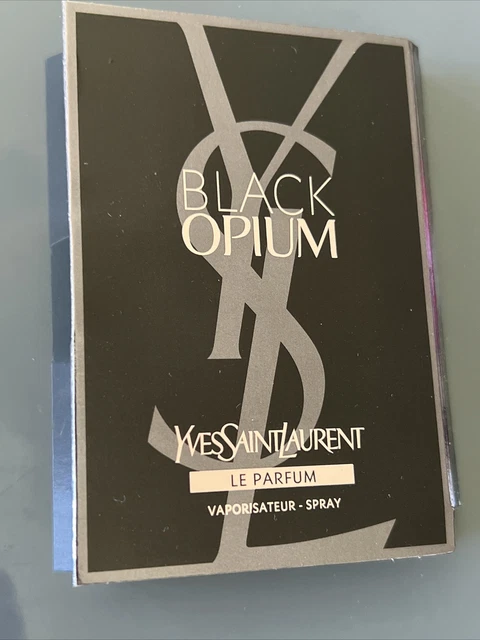 BLACK
OPIUM
YVESSAINTLAURENT
LE PARFUM
VAPORISATEUR - SPRAY